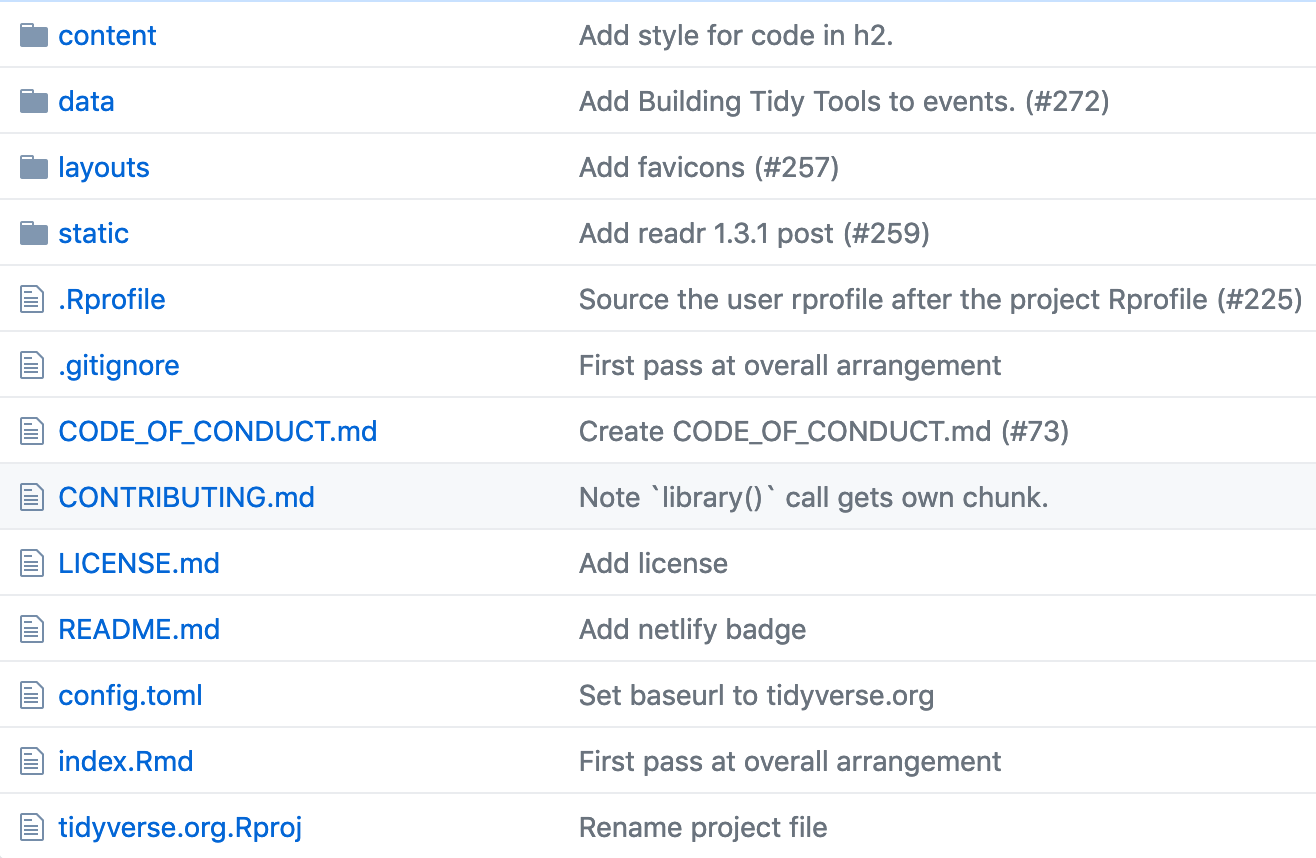 content Add style for code in h2.
data Add Building Tidy Tools to events. (#272)
layouts Add favicons (#257)
static Add readr 1.3.1 post (#259)
.Rprofile Source the user rprofile after the project Rprofile (#225)
.gitignore First pass at overall arrangement
CODE_OF_CONDUCT.md Create CODE_OF_CONDUCT.md (#73)
CONTRIBUTING.md Note `library()` call gets own chunk.
LICENSE.md Add license
README.md Add netlify badge
config.toml Set baseurl to tidyverse.org
index.Rmd First pass at overall arrangement
tidyverse.org.Rproj Rename project file